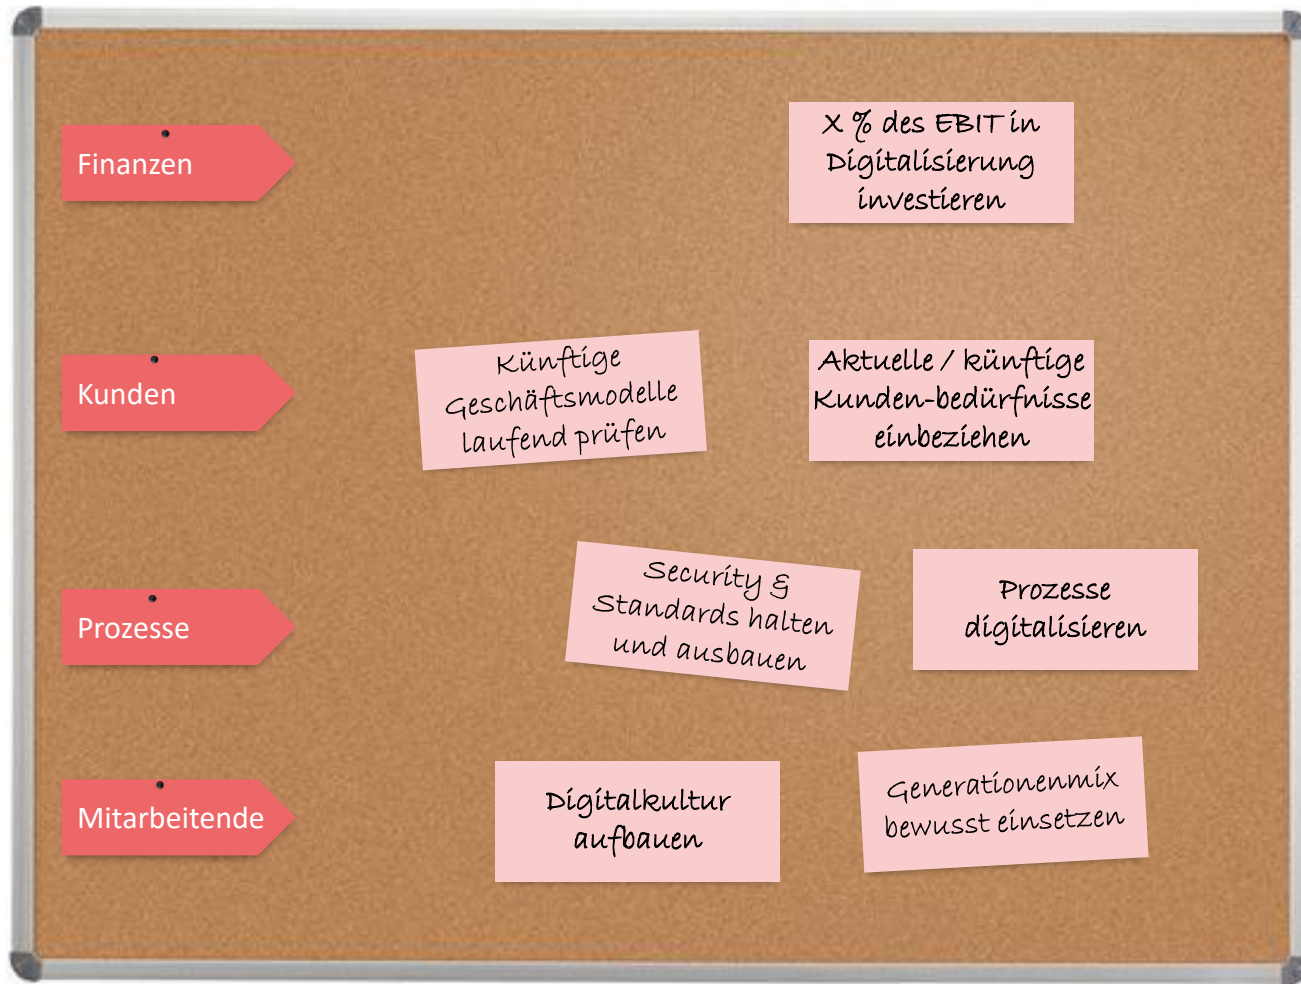 Finanzen
X % des EBIT in
Digitalisierung
investieren
Kunden
Künftige
Geschäftsmodelle
laufend prüfen
Aktuelle / künftige
Kunden-bedürfnisse
einbeziehen
Prozesse
Security &
Standards halten
und ausbauen
Prozesse
digitalisieren
Mitarbeitende
Digitalkultur
aufbauen
Generationenmix
bewusst einsetzen